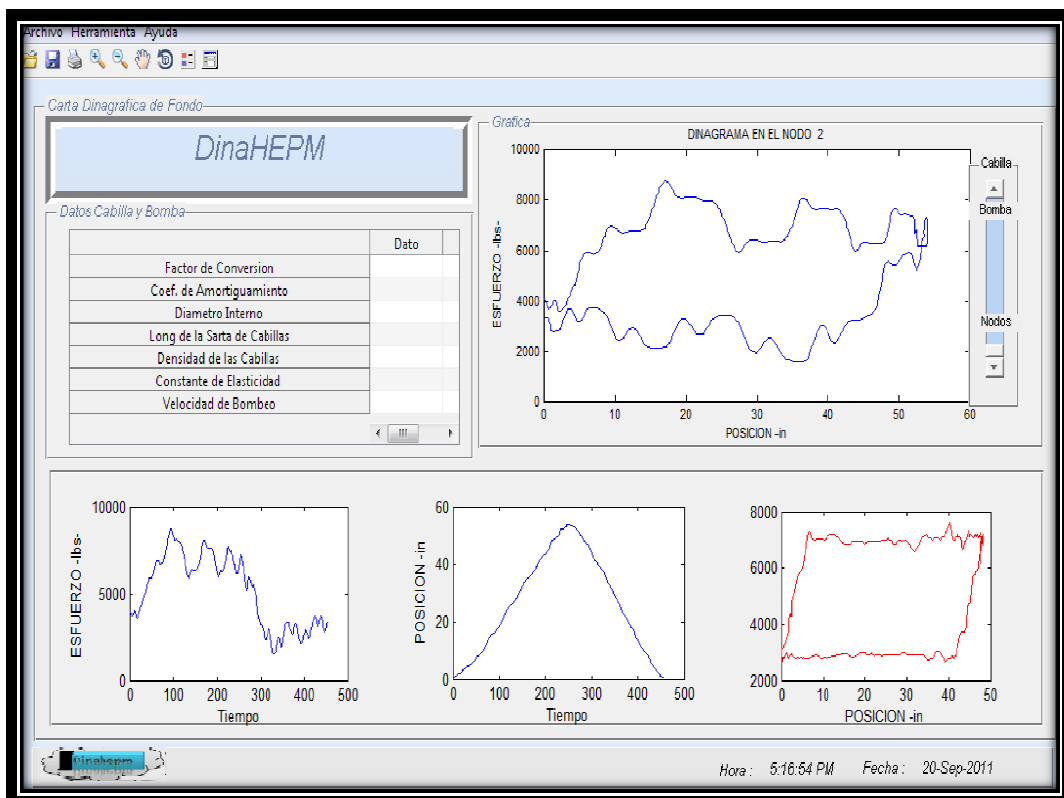 Archivo Herramienta Ayuda
Carta Dinagrafica de Fondo
DinaHEPM
Datos Cabilla y Bomba
Dato
Factor de Conversion
Coef. de Amortiguamiento
Diametro Interno
Long de la Sarta de Cabillas
Densidad de las Cabillas
Constante de Elasticidad
Velocidad de Bombeo
Grafica
DINAGRAMA EN EL NODO 2
ESFUERZO -lbs-
10000
8000
6000
4000
2000
0
0 10 20 30 40 50 60
POSICION -in
Cabilla
Bomba
Nodos
ESFUERZO -lbs-
10000
5000
0
0 100 200 300 400 500
Tiempo
POSICION -in
60
40
20
0
0 100 200 300 400 500
Tiempo
8000
6000
4000
2000
0 10 20 30 40 50
POSICION -in
Dinahepm
Hora : 5:16:54 PM Fecha : 20-Sep-2011